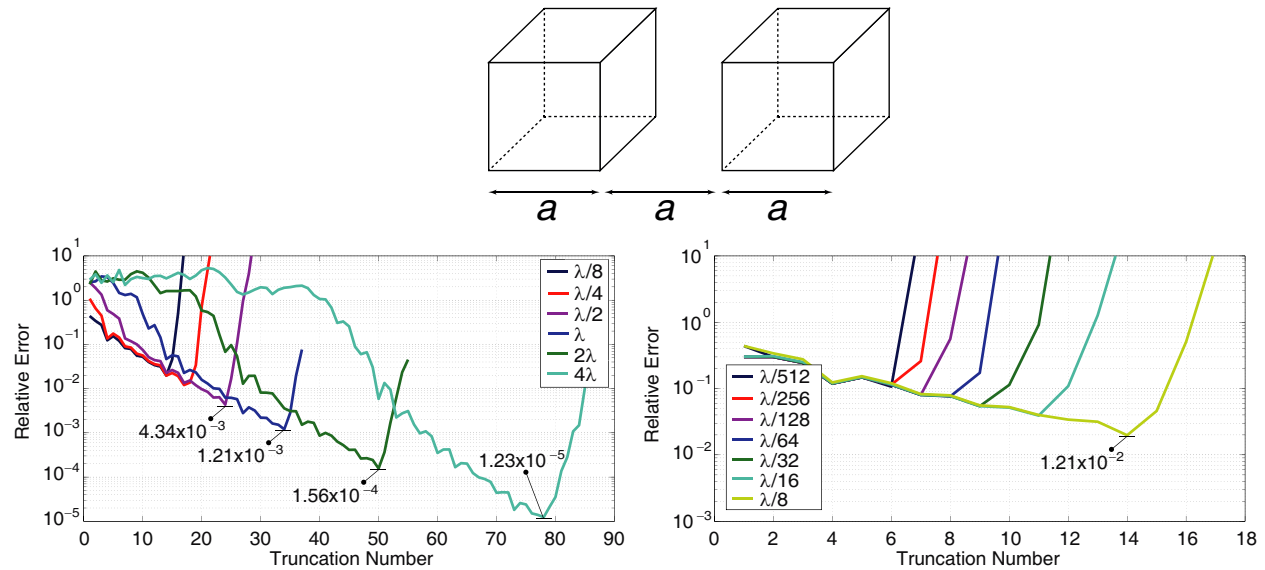 a
a
a
Relative Error
10^1
10^0
10^−1
10^−2
10^−3
10^−4
10^−5
0
10
20
30
40
50
60
70
80
90
Truncation Number
λ/8
λ/4
λ/2
λ
2λ
4λ
4.34x10^−3
1.21x10^−3
1.56x10^−4
1.23x10^−5
Relative Error
10^1
10^0
10^−1
10^−2
10^−3
0
2
4
6
8
10
12
14
16
18
Truncation Number
λ/512
λ/256
λ/128
λ/64
λ/32
λ/16
λ/8
1.21x10^−2